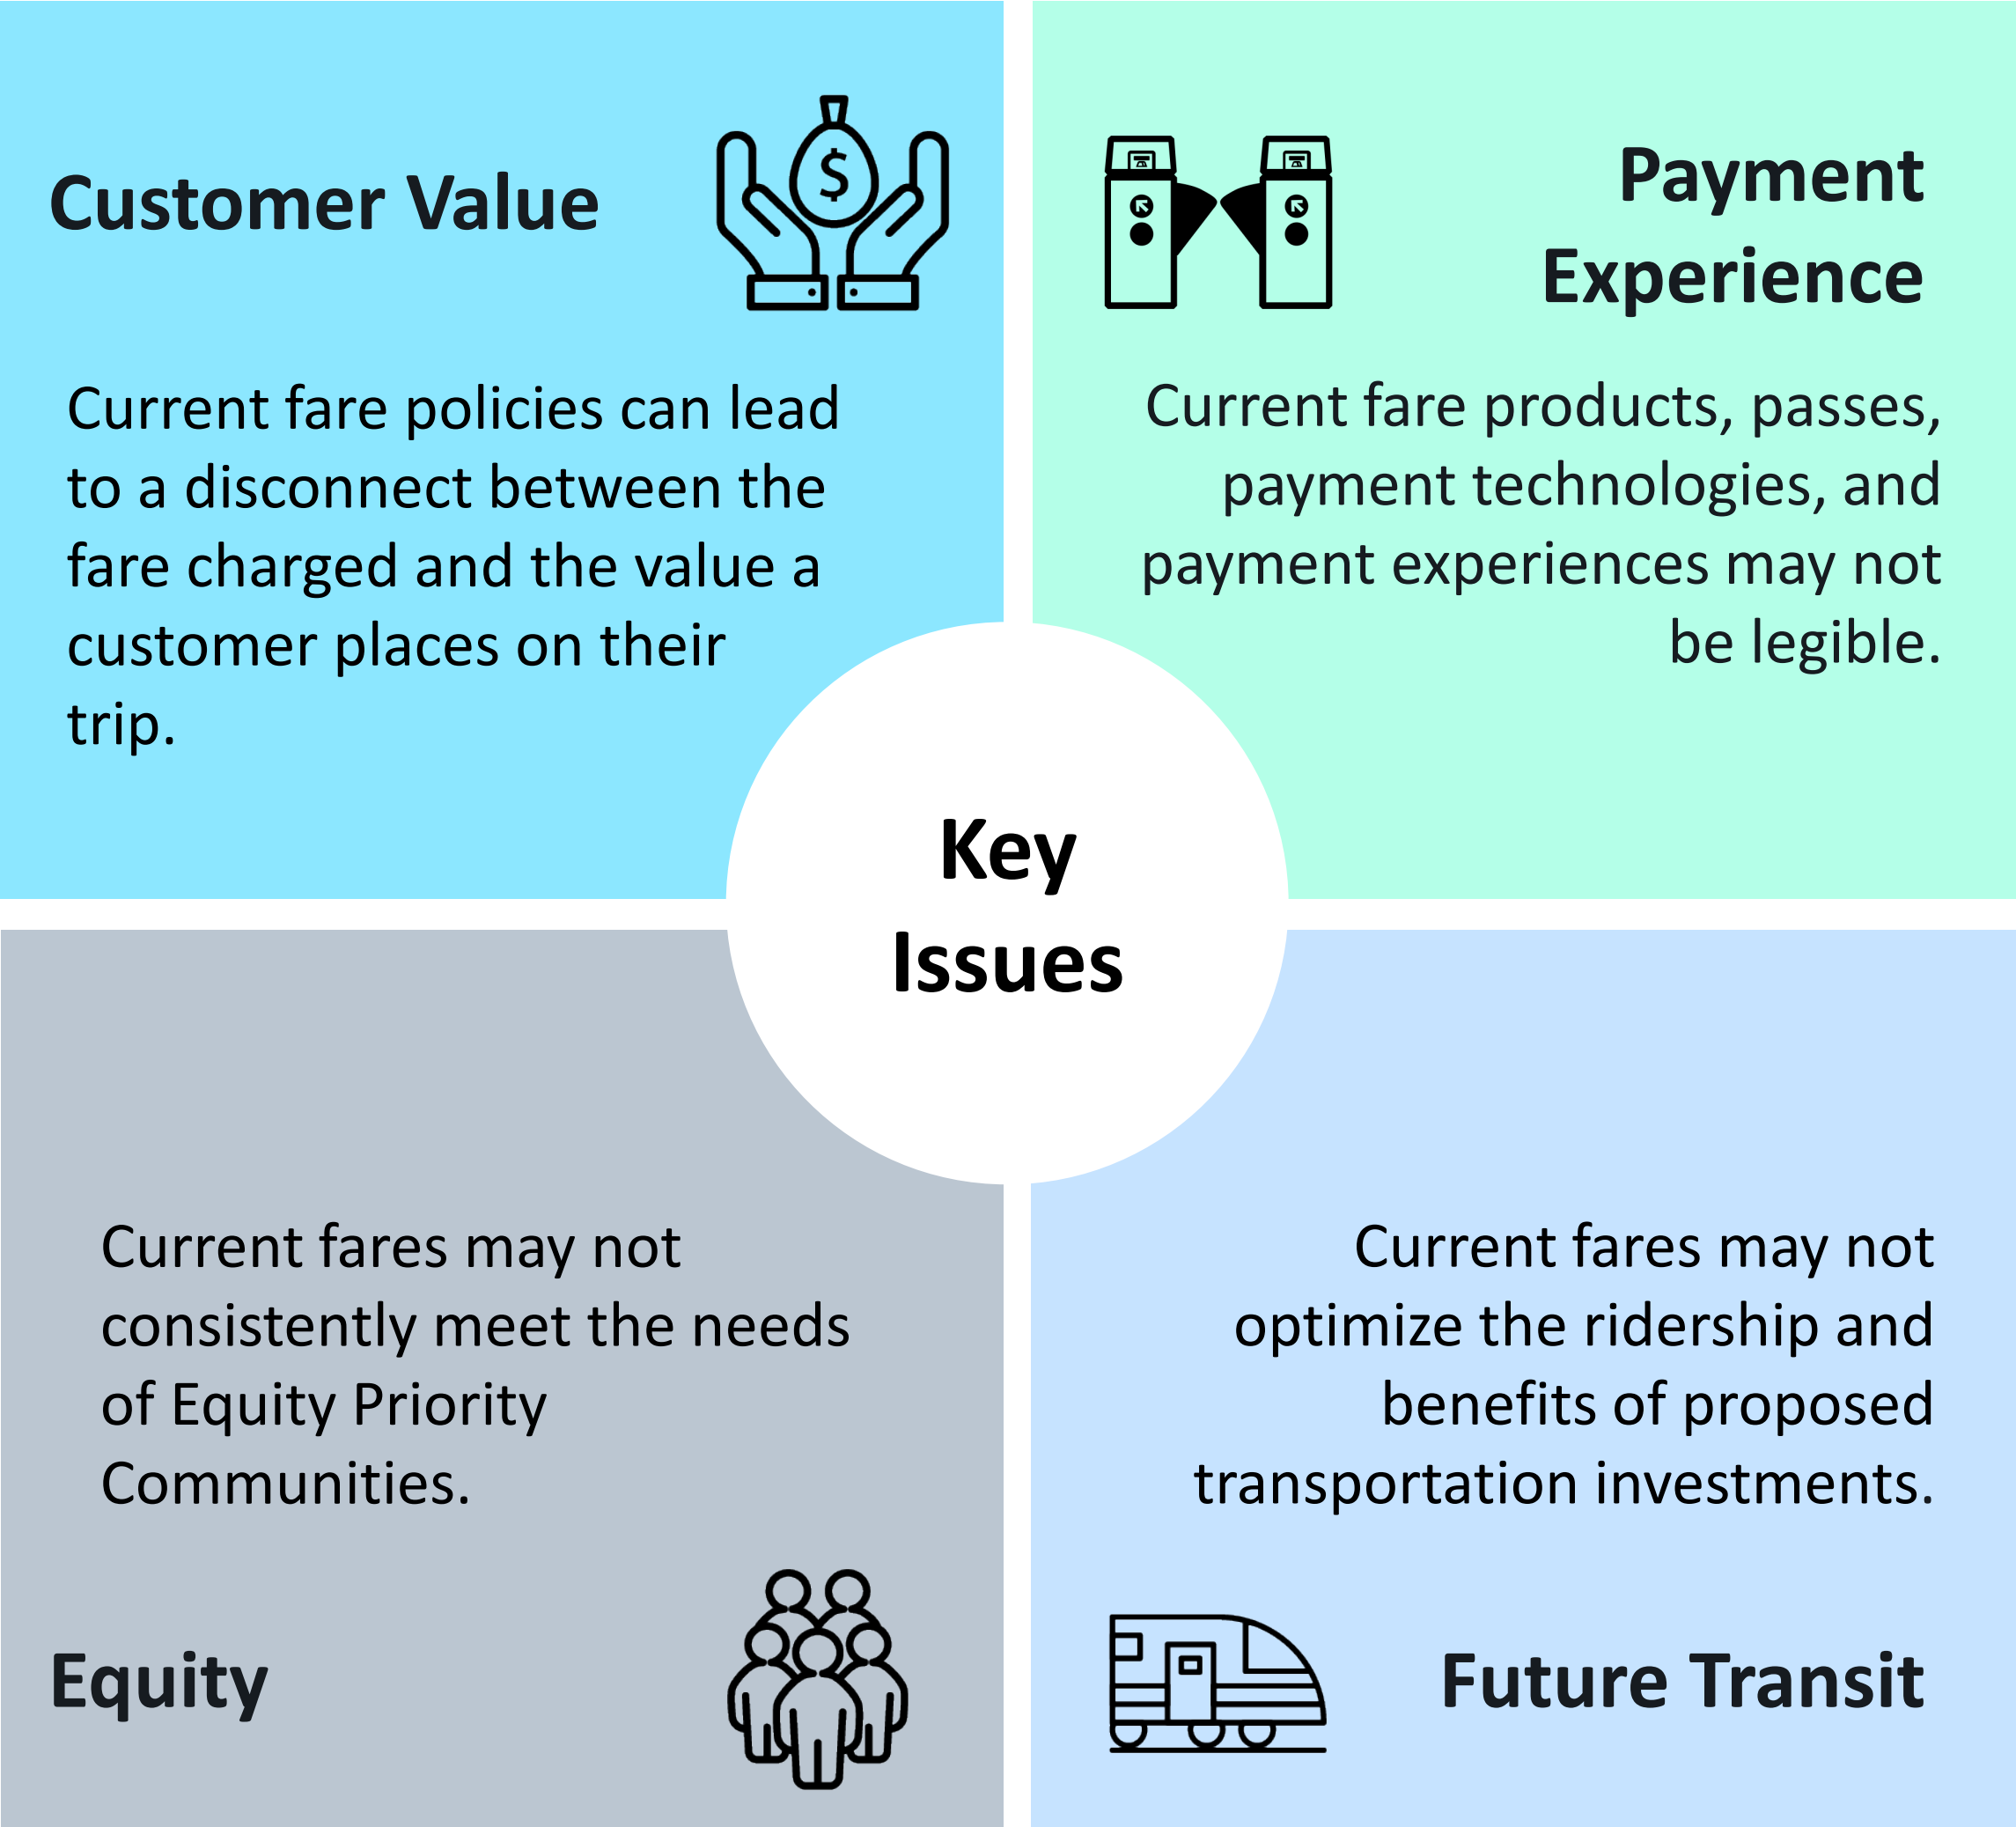 Customer Value
$
Current fare policies can lead
to a disconnect between the
fare charged and the value a
customer places on their
trip.
Payment
Experience
Current fare products, passes,
payment technologies, and
payment experiences may not
be legible.
Key
Issues
Current fares may not
consistently meet the needs
of Equity Priority
Communities.
Equity
Current fares may not
optimize the ridership and
benefits of proposed
transportation investments.
Future Transit